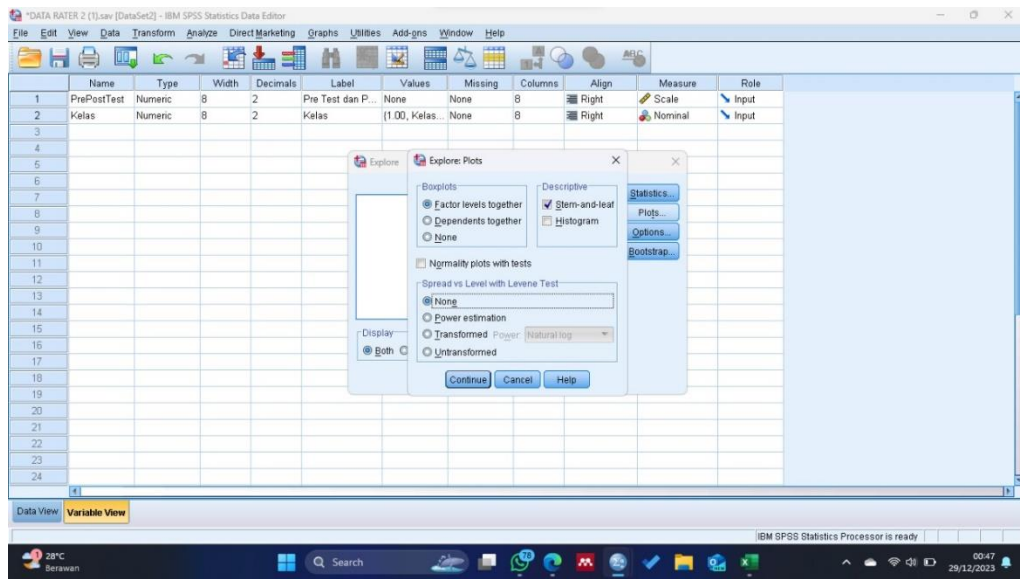 *DATA RATER 2 (1).sav [DataSet2] - IBM SPSS Statistics Data Editor
File Edit View Data Transform Analyze Direct Marketing Graphs Utilities Add-ons Window Help
Name Type Width Decimals Label Values Missing Columns Align Measure Role
1 PrePostTest Numeric 8 2 Pre Test dan P... None None 8 Right Scale Input
2 Kelas Numeric 8 2 Kelas {1.00, Kelas... None 8 Right Nominal Input
3
4
5
6
7
8
9
10
11
12
13
14
15
16
17
18
19
20
21
22
23
24
Explore
Statistics...
Plots...
Options...
Bootstrap...
Display
Both
Explore: Plots
Boxplots
Factor levels together
Dependents together
None
Descriptive
Stem-and-leaf
Histogram
Normality plots with tests
Spread vs Level with Levene Test
None
Power estimation
Transformed Power: Natural log
Untransformed
Continue Cancel Help
Data View Variable View
IBM SPSS Statistics Processor is ready
1
28°C
Berawan
Search
78
00:47
29/12/2023